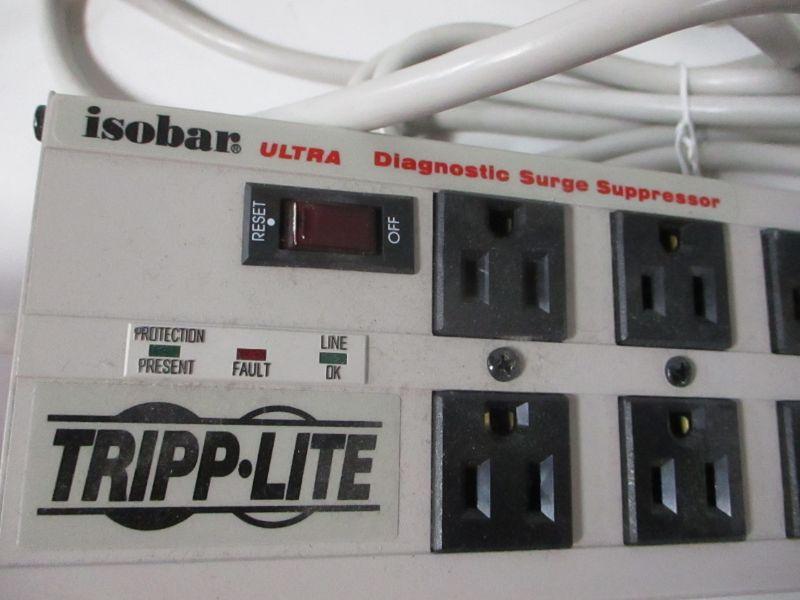 isobar® ULTRA Diagnostic Surge Suppressor
RESET
OFF
PROTECTION
PRESENT
FAULT
LINE
OK
TRIPP·LITE